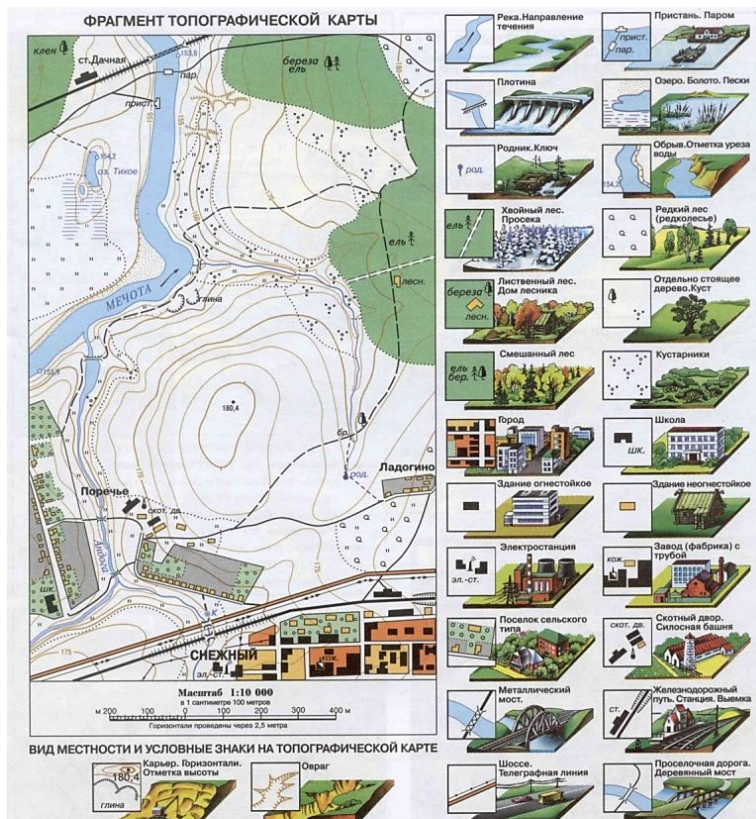 ФРАГМЕНТ ТОПОГРАФИЧЕСКОЙ КАРТЫ
клен
ст.Дачная
153,6
пар.
прист.
береза
ель
175
154,2
оз. Тихое
ель
лесн.
МЕЧОТА
глина
153,5
180,4
бр.
род.
Ладогино
Поречье
скот. дв.
шк.
175
175
К
СНЕЖНЫЙ
эл.-ст.
кож.
Масштаб 1:10 000
в 1 сантиметре 100 метров
м 200 100 0 100 200 300 400 м
Горизонтали проведены через 2,5 метра
ВИД МЕСТНОСТИ И УСЛОВНЫЕ ЗНАКИ НА ТОПОГРАФИЧЕСКОЙ КАРТЕ
180,4
глина
Карьер. Горизонтали.
Отметка высоты
Овраг
Река.Направление
течения
Плотина
род.
Родник.Ключ
ель
Хвойный лес.
Просека
береза
лесн.
Лиственный лес.
Дом лесника
ель
бер.
Смешанный лес
Город
Здание огнестойкое
эл.-ст.
Электростанция
Поселок сельского
типа
Металлический
мост.
Шоссе.
Телеграфная линия
прист.
пар.
Пристань. Паром
Озеро. Болото. Пески
154,2
Обрыв.Отметка уреза
воды
Редкий лес
(редколесье)
Отдельно стоящее
дерево.Куст
Кустарники
шк.
Школа
Здание неогнестойкое
кож.
Завод (фабрика) с
трубой
скот. дв.
Скотный двор.
Силосная башня
ст.
Железнодорожный
путь. Станция. Выемка
Проселочная дорога.
Деревянный мост